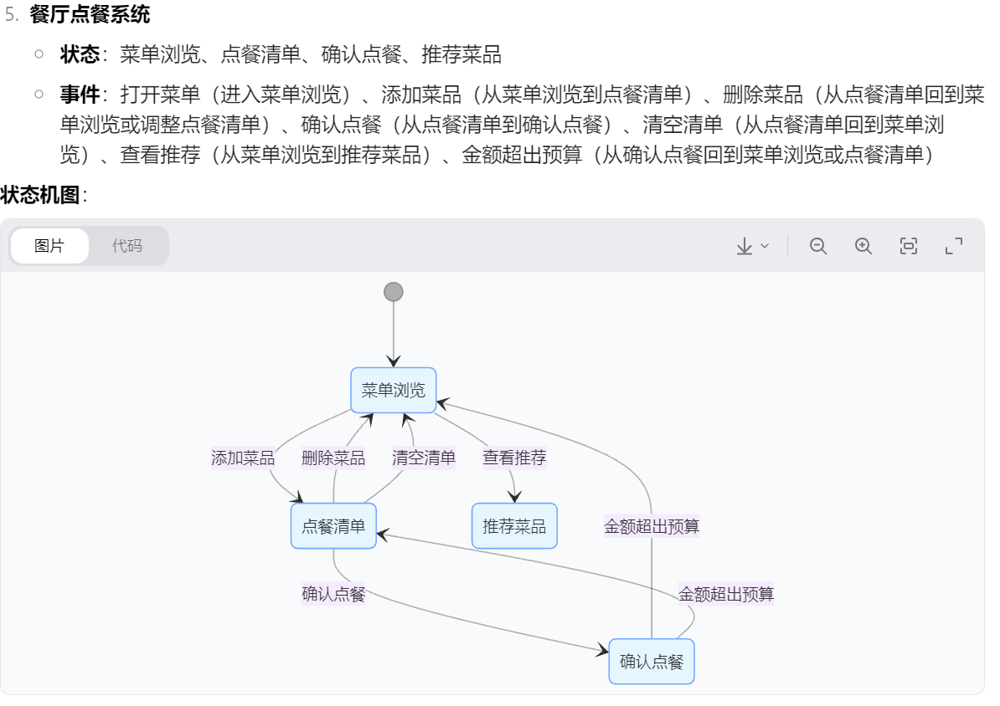 5. 餐厅点餐系统
状态：菜单浏览、点餐清单、确认点餐、推荐菜品
事件：打开菜单（进入菜单浏览）、添加菜品（从菜单浏览到点餐清单）、删除菜品（从点餐清单回到菜
单浏览或调整点餐清单）、确认点餐（从点餐清单到确认点餐）、清空清单（从点餐清单回到菜单浏
览）、查看推荐（从菜单浏览到推荐菜品）、金额超出预算（从确认点餐回到菜单浏览或点餐清单）
状态机图：
图片 代码
菜单浏览
添加菜品 删除菜品 清空清单 查看推荐
点餐清单 推荐菜品 金额超出预算
确认点餐 金额超出预算
确认点餐